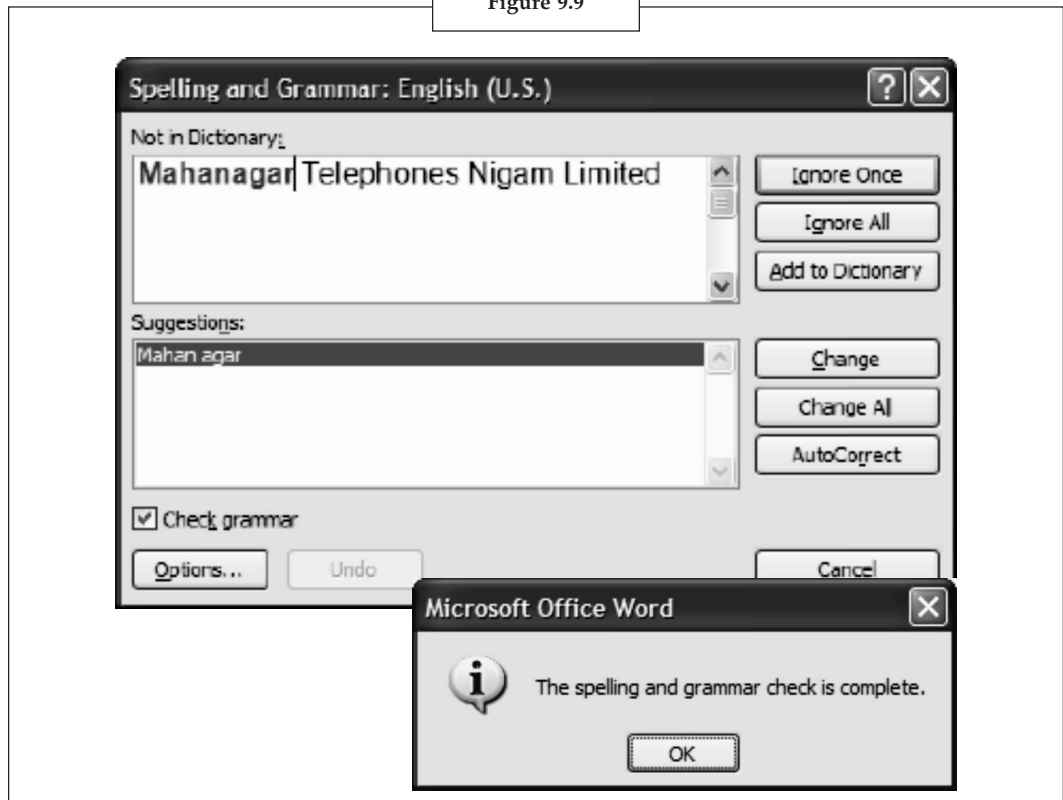 Figure 9.9
Spelling and Grammar: English (U.S.)
Not in Dictionary:
Mahanagar Telephones Nigam Limited
Ignore Once
Ignore All
Add to Dictionary
Suggestions:
Mahan agar
Change
Change All
AutoCorrect
Check grammar
Options...
Undo
Cancel
Microsoft Office Word
The spelling and grammar check is complete.
OK